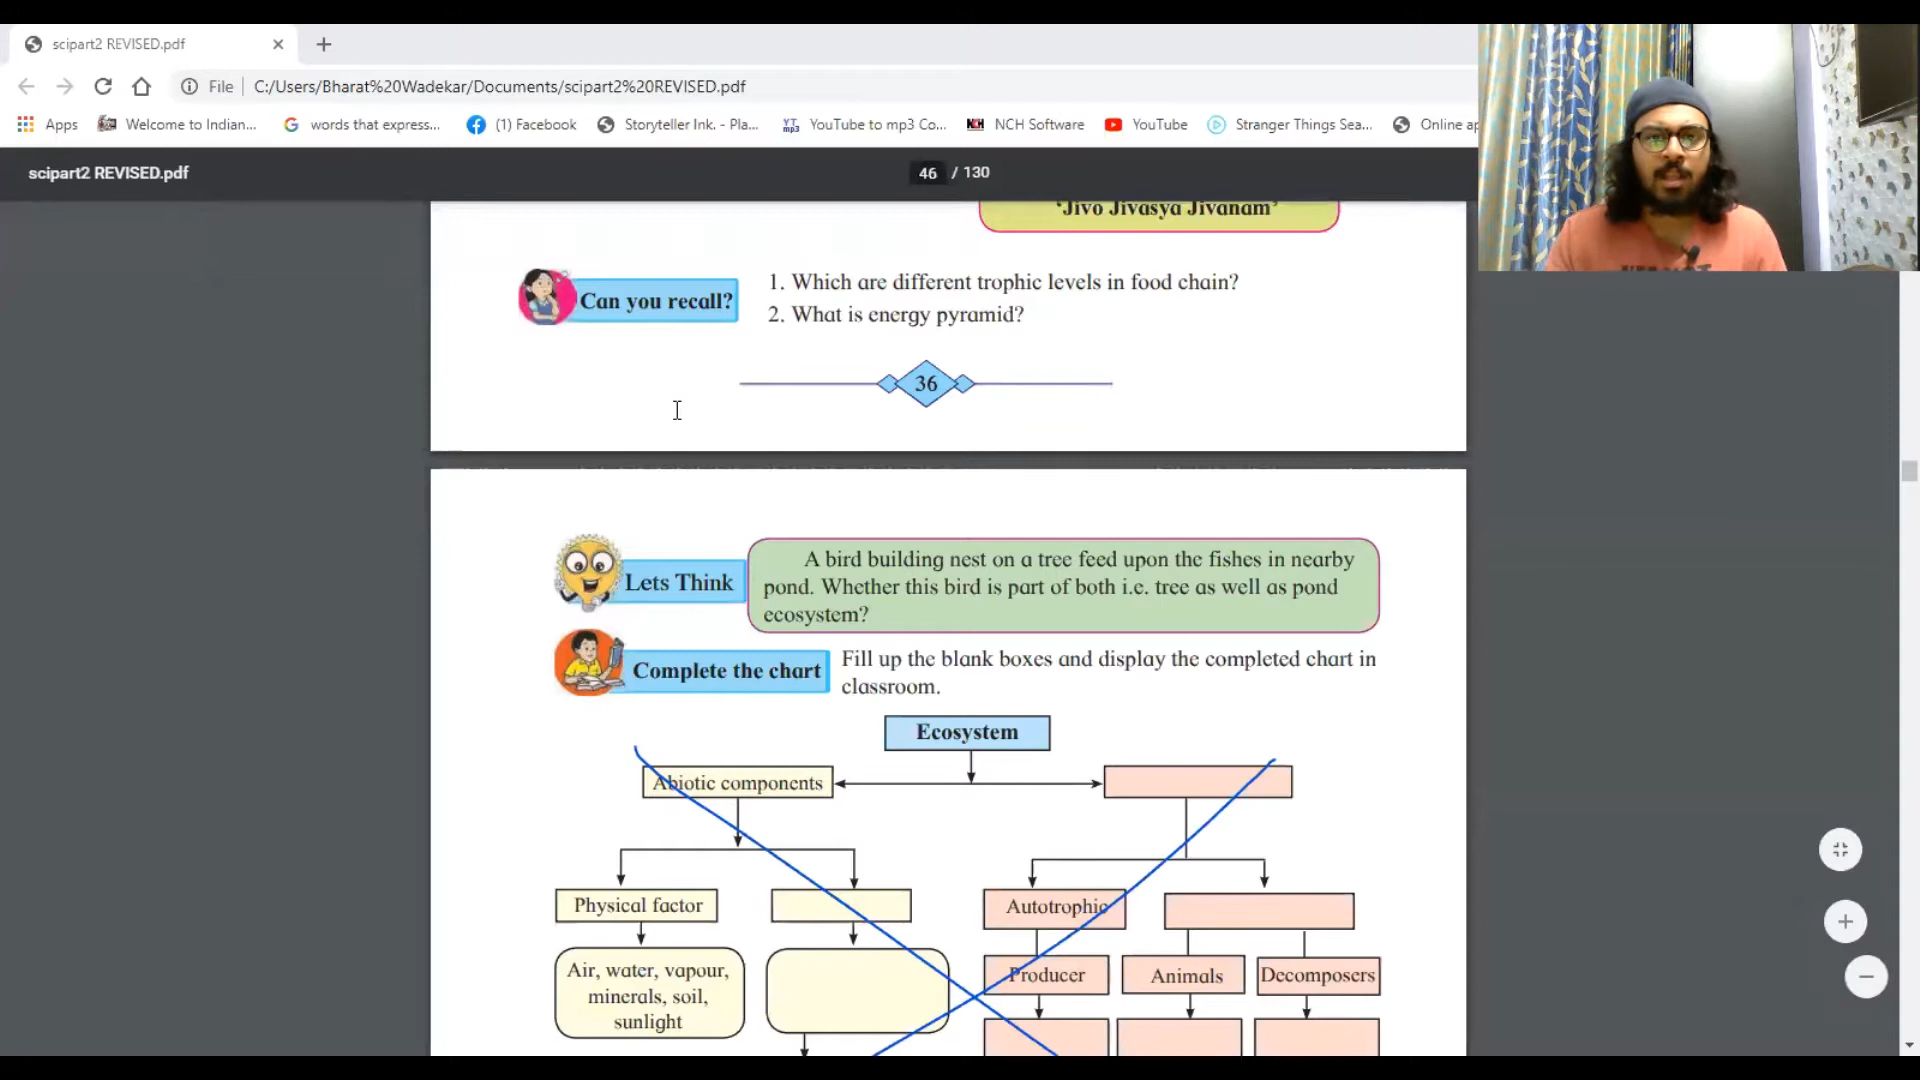 scipart2 REVISED.pdf
File
C:/Users/Bharat%20Wadekar/Documents/scipart2%20REVISED.pdf
Apps
Welcome to Indian...
words that express...
(1) Facebook
Storyteller Ink. - Pla...
YouTube to mp3 Co...
NCH Software
YouTube
Stranger Things Sea...
Online ap
scipart2 REVISED.pdf
46 / 130
'Jivo Jivasya Jivanam'
Can you recall?
1. Which are different trophic levels in food chain?
2. What is energy pyramid?
36
Lets Think
A bird building nest on a tree feed upon the fishes in nearby
pond. Whether this bird is part of both i.e. tree as well as pond
ecosystem?
Complete the chart
Fill up the blank boxes and display the completed chart in
classroom.
Ecosystem
Abiotic components
Physical factor
Autotrophic
Air, water, vapour,
minerals, soil,
sunlight
Producer
Animals
Decomposers